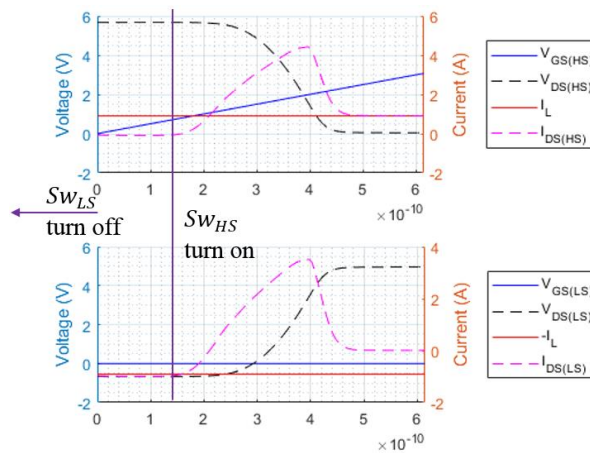 6
4
2
0
-2
Voltage (V)
6
4
2
0
-2
Current (A)
0 1 2 3 4 5 6
×10⁻¹⁰
V_GS(HS)
V_DS(HS)
I_L
I_DS(HS)
Sw_LS
turn off
Sw_HS
turn on
6
4
2
0
-2
Voltage (V)
4
2
0
-2
Current (A)
0 1 2 3 4 5 6
×10⁻¹⁰
V_GS(LS)
V_DS(LS)
-I_L
I_DS(LS)